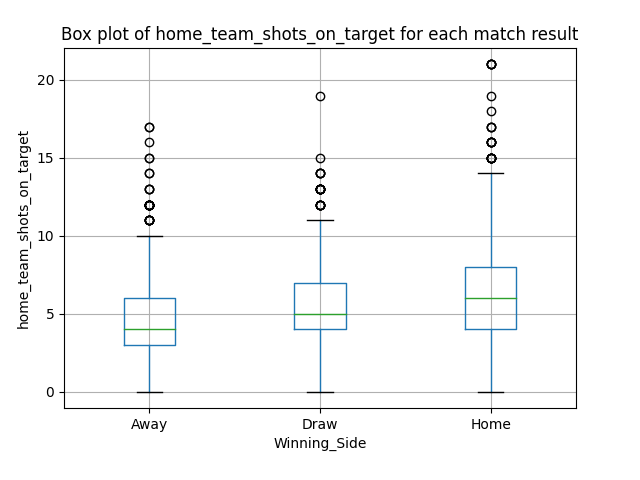 Box plot of home_team_shots_on_target for each match result
home_team_shots_on_target
20
15
10
5
0
Away
Draw
Home
Winning_Side